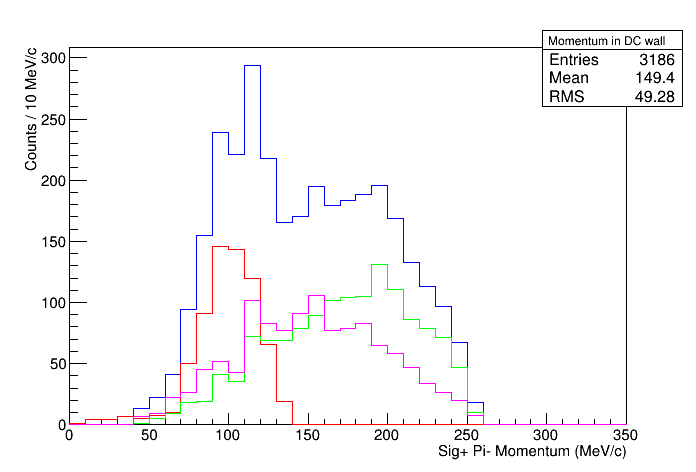 Momentum in DC wall
Entries 3186
Mean 149.4
RMS 49.28
Counts / 10 MeV/c
300
250
200
150
100
50
0
0 50 100 150 200 250 300 350
Sig+ Pi- Momentum (MeV/c)